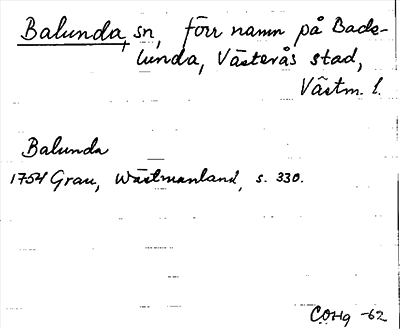 Balunda, sn, förr namn på Bade-
lunda, Västerås stad,
Västm. l.
Balunda
1754 Grau, Wästmanland, s. 330.
COHg -62